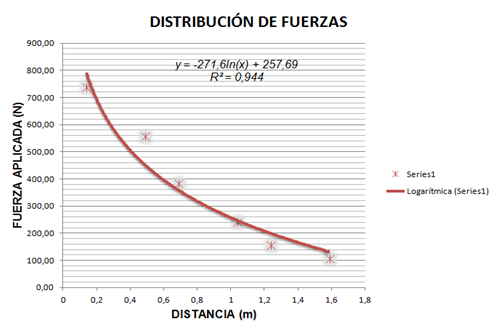 DISTRIBUCIÓN DE FUERZAS
y = -271,6ln(x) + 257,69
R² = 0,944
FUERZA APLICADA (N)
900,00
800,00
700,00
600,00
500,00
400,00
300,00
200,00
100,00
0,00
Series1
Logarítmica (Series1)
0 0,2 0,4 0,6 0,8 1 1,2 1,4 1,6 1,8
DISTANCIA (m)